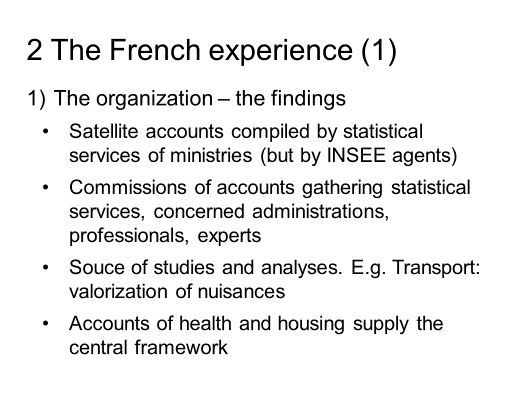 2 The French experience (1)
1) The organization – the findings
• Satellite accounts compiled by statistical
services of ministries (but by INSEE agents)
• Commissions of accounts gathering statistical
services, concerned administrations,
professionals, experts
• Souce of studies and analyses. E.g. Transport:
valorization of nuisances
• Accounts of health and housing supply the
central framework